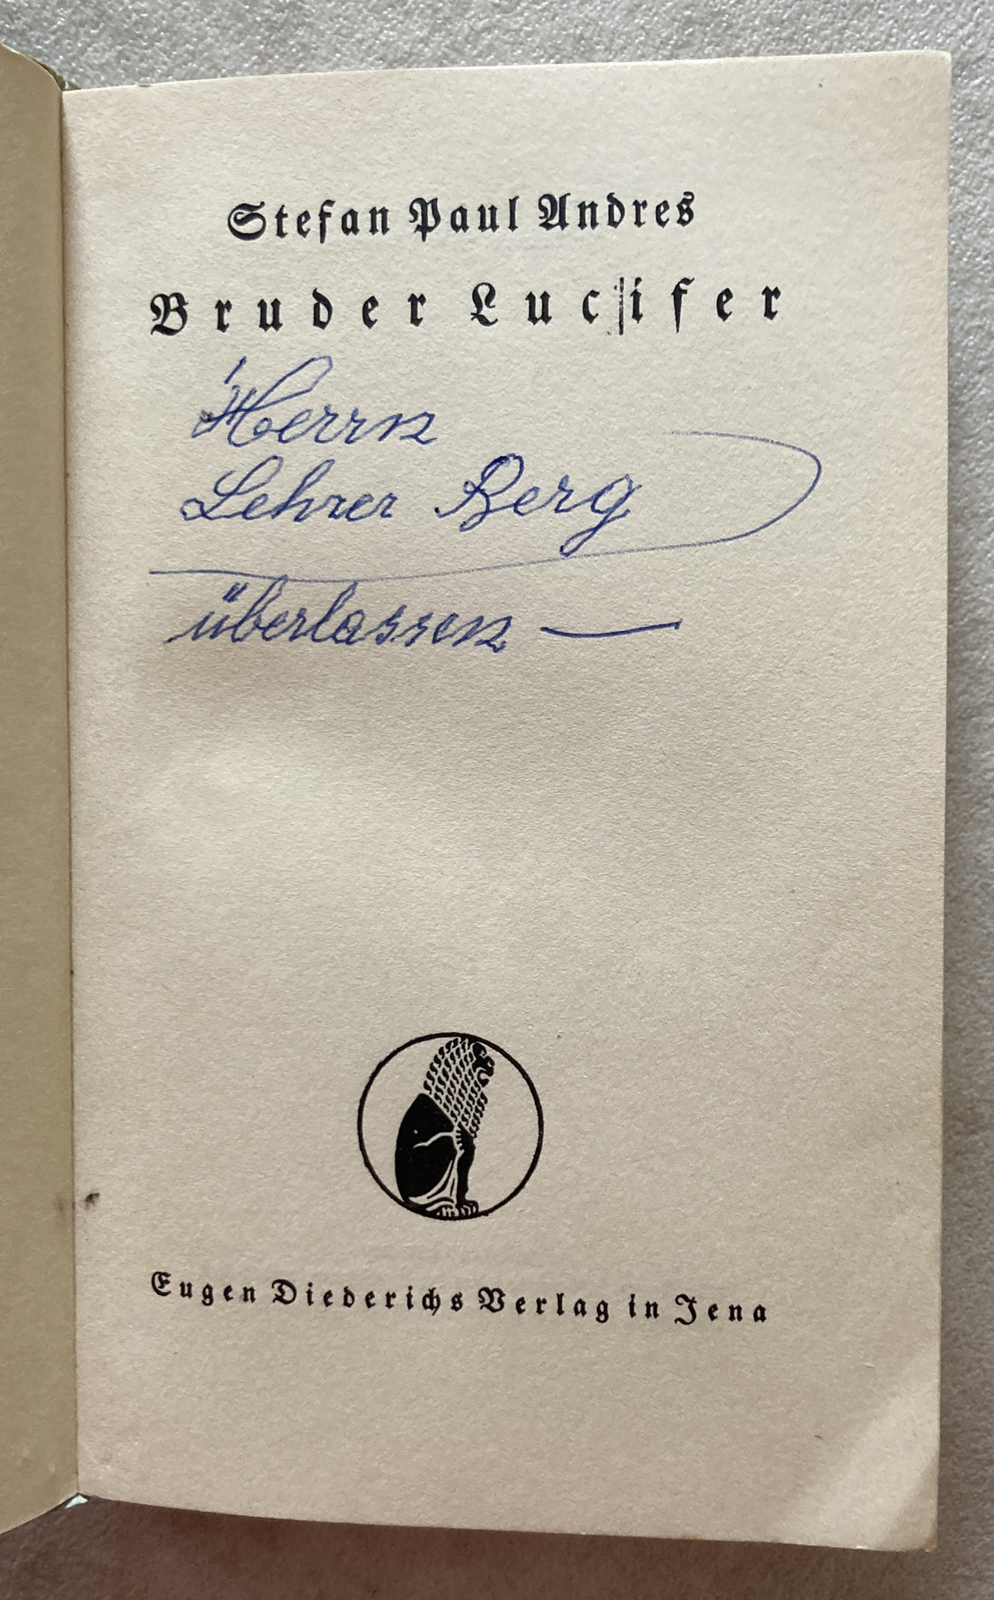 Stefan Paul Andres
Bruder Lucifer
Herrn
Lehrer Berg
überlassen —
Eugen Diederichs Verlag in Jena